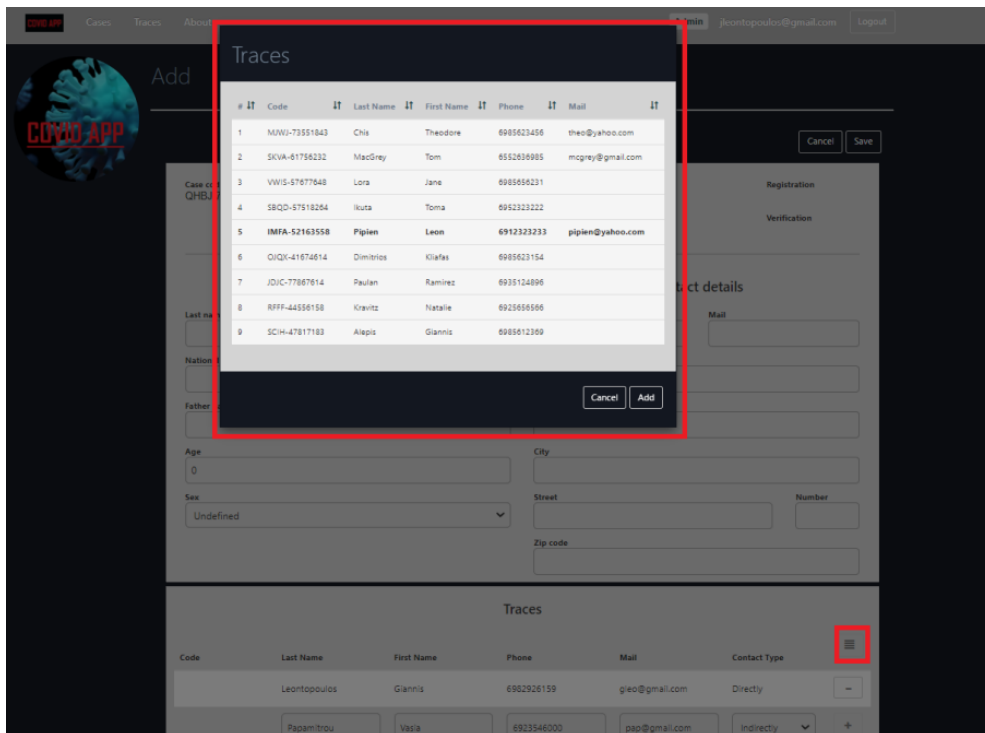 COVID APP Cases Traces About Admin jleontopoulos@gmail.com Logout
Add
COVID APP
Cancel Save
Traces
# Code Last Name First Name Phone Mail
1 MJWJ-73551843 Chis Theodore 6985623456 theo@yahoo.com
2 SKVA-61756232 MacGrey Tom 6552636985 mcgrey@gmail.com
3 VWIS-57677648 Lora Jane 6985656231
4 SBQD-57518264 Ikuta Toma 6952323222
5 IMFA-52163558 Pipien Leon 6912323233 pipien@yahoo.com
6 OJQX-41674614 Dimitrios Kliafas 6985623154
7 JDJC-77867614 Paulan Ramirez 6935124896
8 RFFF-44556158 Kravitz Natalie 6925656566
9 SCIH-47817183 Alepis Giannis 6985612369
Cancel Add
Case
Registration
Verification
details
Last
Mail
Father
Age
0
City
Sex
Undefined
Street Number
Zip code
Traces
Code Last Name First Name Phone Mail Contact Type
Leontopoulos Giannis 6982926159 gleo@gmail.com Directly -
Papamitrou Vasia 6923546000 pap@gmail.com Indirectly +